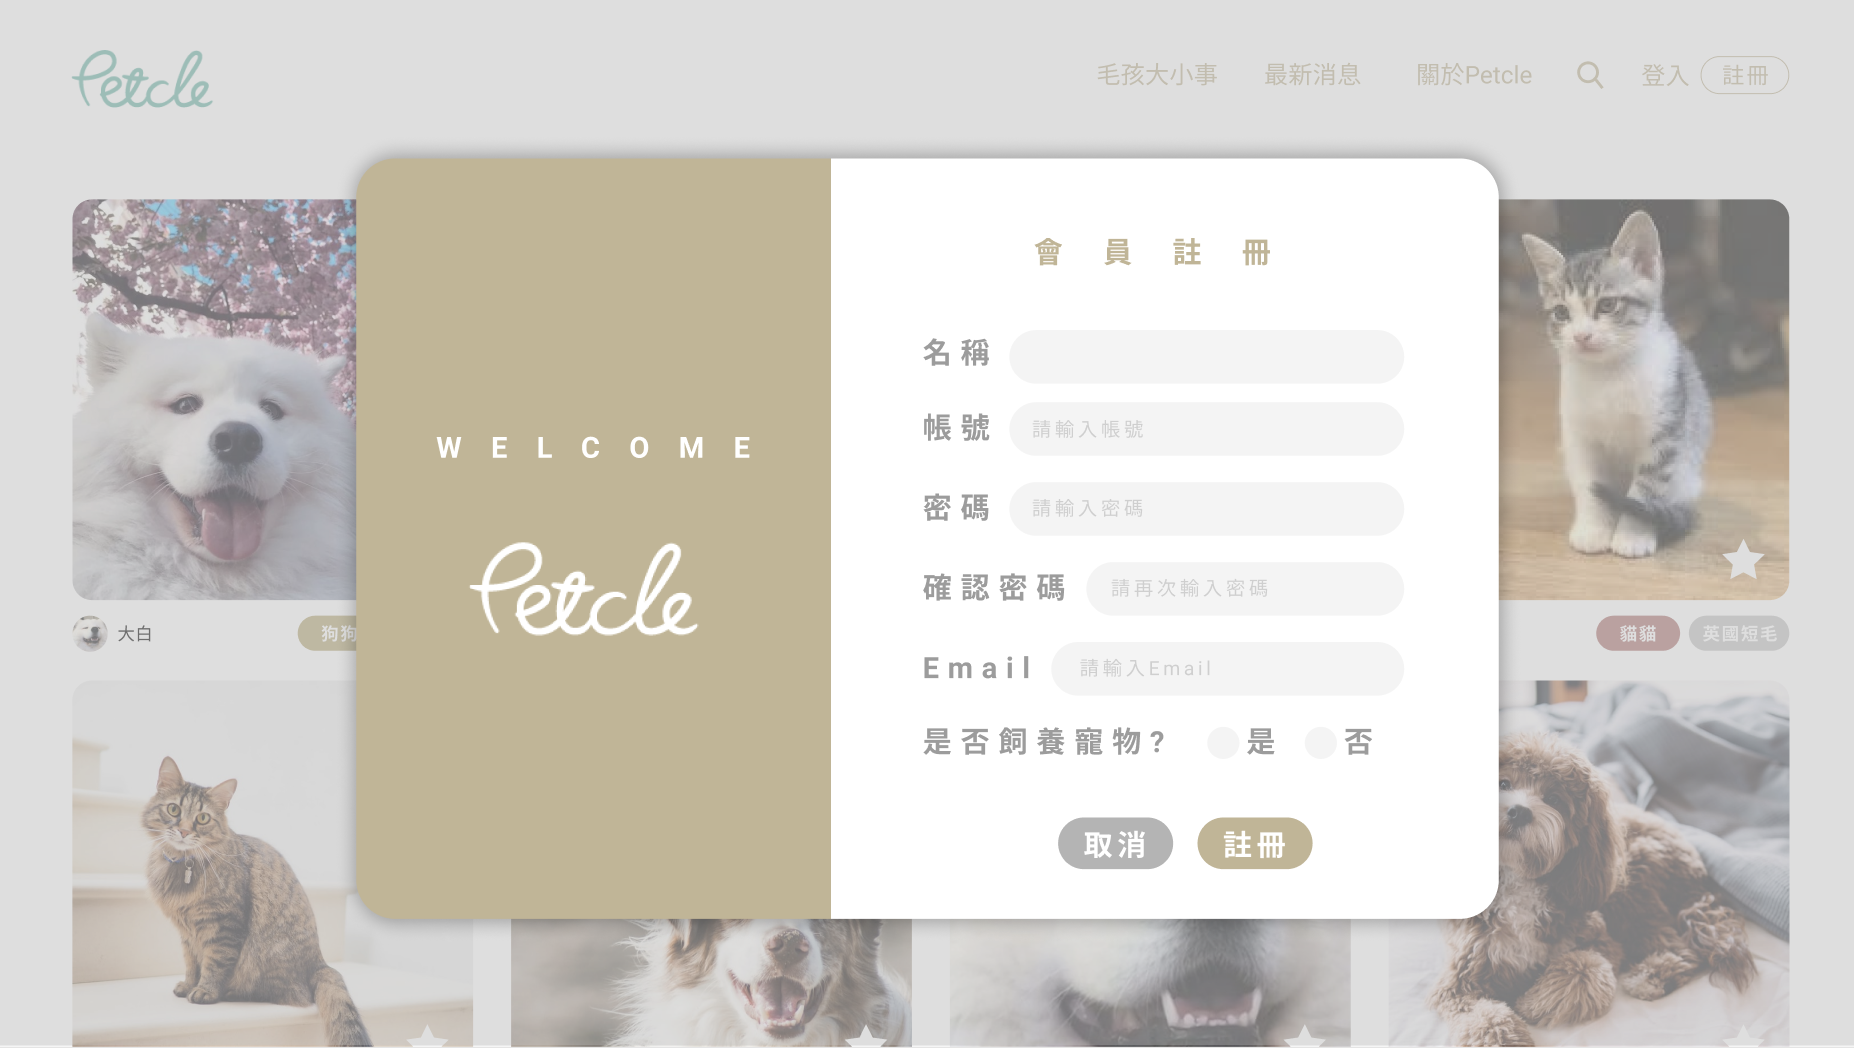 Petcle
毛孩大小事 最新消息 關於Petcle 登入 註冊
WELCOME
Petcle
會員註冊
名稱
帳號 請輸入帳號
密碼 請輸入密碼
確認密碼 請再次輸入密碼
Email 請輸入Email
是否飼養寵物? 是 否
取消 註冊
大白 狗狗
貓貓 英國短毛